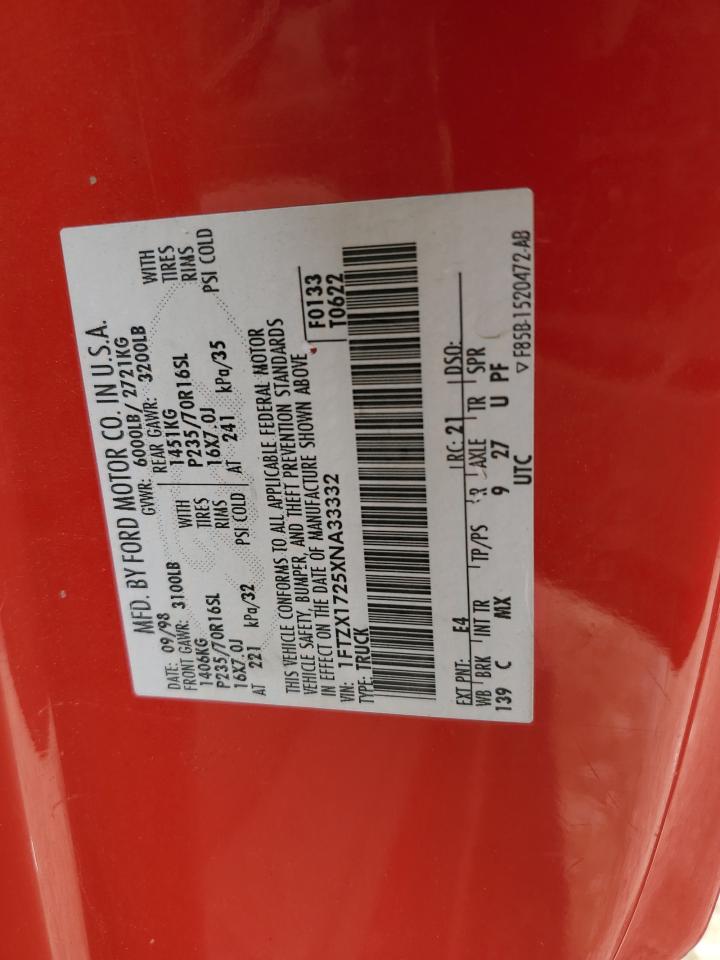 MFD. BY FORD MOTOR CO. IN U.S.A.
DATE: 09/98 GVWR: 6000LB/2721KG
FRONT GAWR: 3100LB REAR GAWR: 3200LB
1406KG WITH 1451KG WITH
P235/70R16SL TIRES P235/70R16SL TIRES
16X7.0J RIMS 16X7.0J RIMS
AT 221 kPa/32 PSI COLD AT 241 kPa/35 PSI COLD
THIS VEHICLE CONFORMS TO ALL APPLICABLE FEDERAL MOTOR
VEHICLE SAFETY, BUMPER, AND THEFT PREVENTION STANDARDS
IN EFFECT ON THE DATE OF MANUFACTURE SHOWN ABOVE
VIN: 1FTZX1725XNA33332 F0133
TYPE: TRUCK T0622
EXT PNT: E4 RC: 21 DSO:
WB BRK INT TR TP/PS R AXLE TR SPR
139 C MX 9 27 U PF
UTC
▽ F85B-1520472-AB